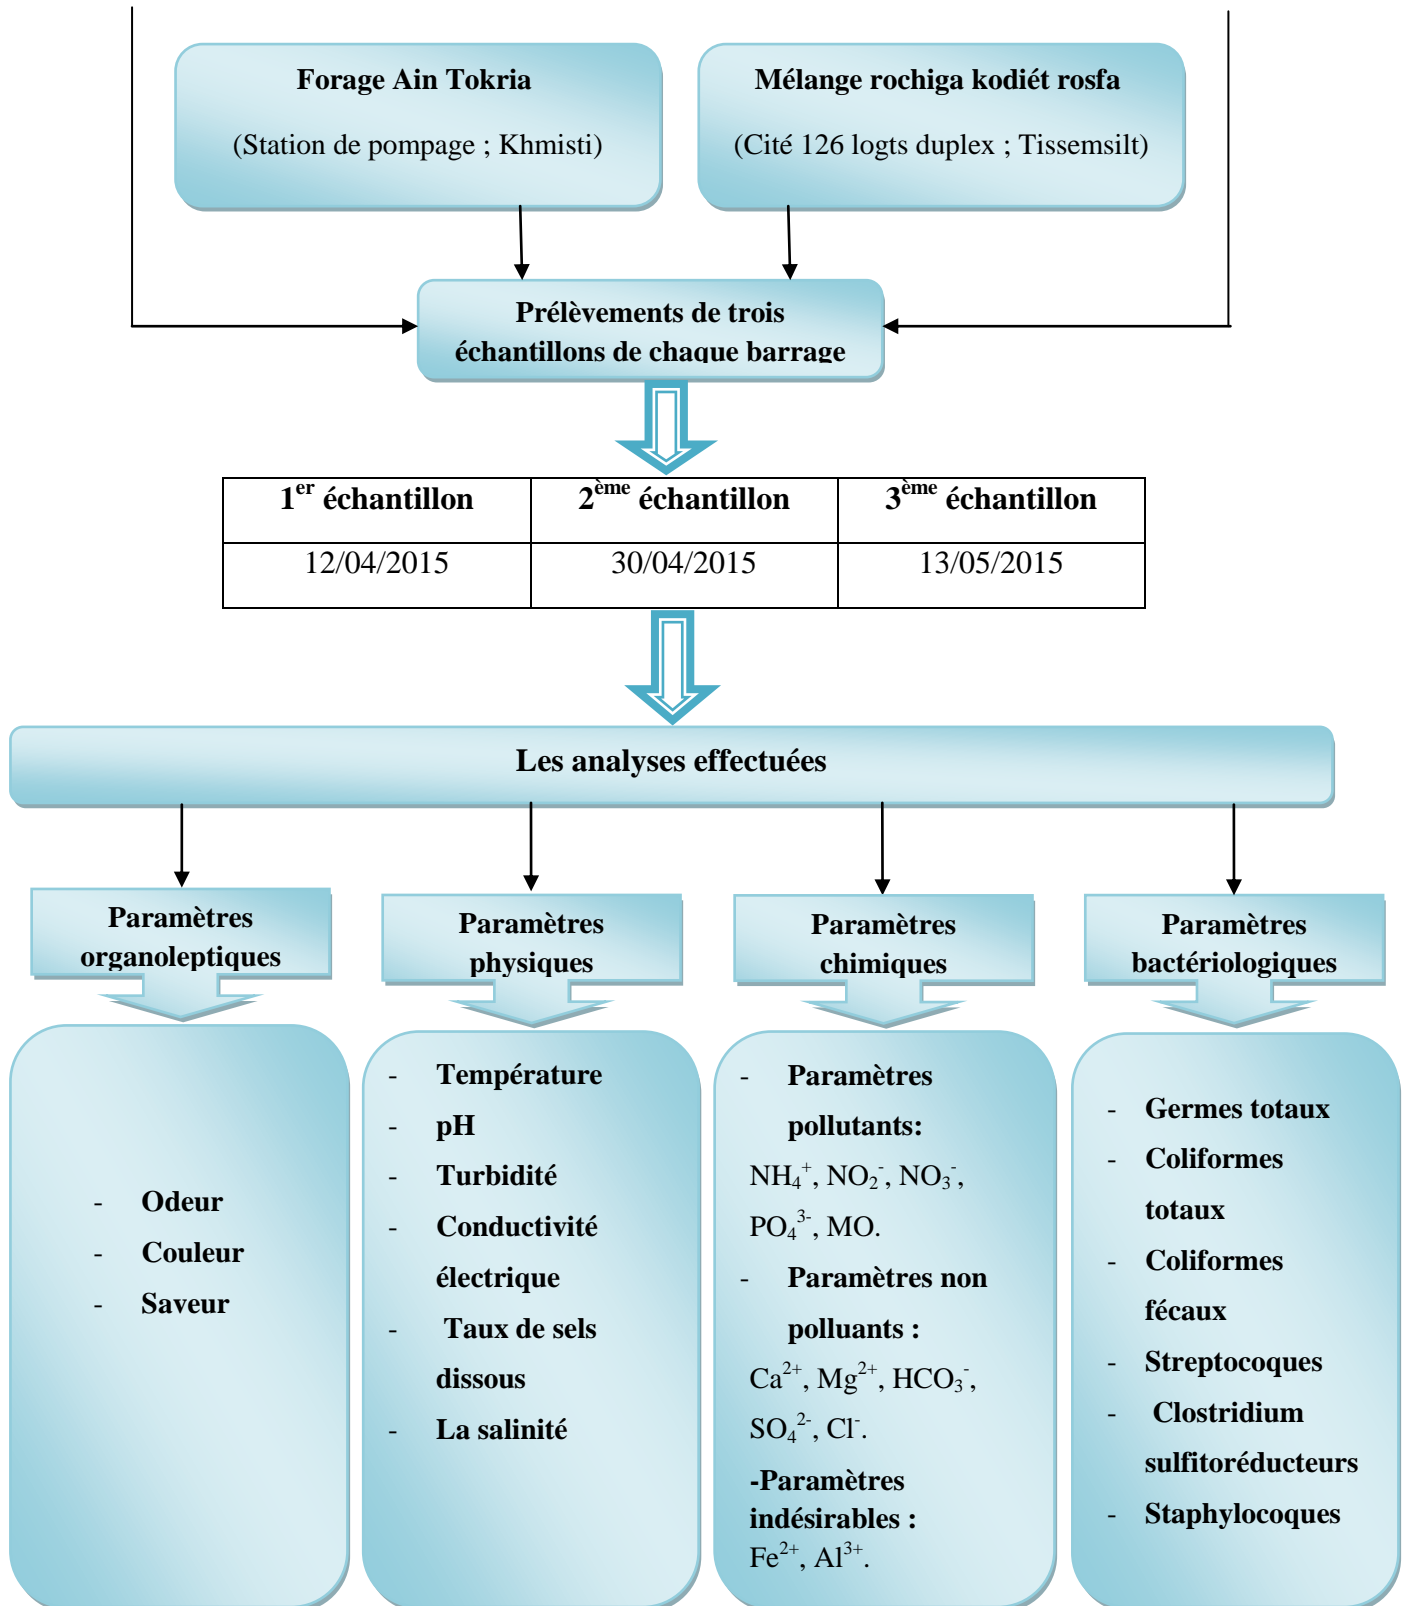 Forage Ain Tokria
(Station de pompage ; Khmisti)
Mélange rochiga kodiét rosfa
(Cité 126 logts duplex ; Tissemsilt)
Prélèvements de trois
échantillons de chaque barrage
1er échantillon
2ème échantillon
3ème échantillon
12/04/2015
30/04/2015
13/05/2015
Les analyses effectuées
Paramètres
organoleptiques
Paramètres
physiques
Paramètres
chimiques
Paramètres
bactériologiques
- Odeur
- Couleur
- Saveur
- Température
- pH
- Turbidité
- Conductivité
électrique
- Taux de sels
dissous
- La salinité
- Paramètres
pollutants:
NH₄⁺, NO₂⁻, NO₃⁻,
PO₄³⁻, MO.
- Paramètres non
polluants :
Ca²⁺, Mg²⁺, HCO₃⁻,
SO₄²⁻, Cl⁻.
-Paramètres
indésirables :
Fe²⁺, Al³⁺.
- Germes totaux
- Coliformes
totaux
- Coliformes
fécaux
- Streptocoques
- Clostridium
sulfitoréducteurs
- Staphylocoques